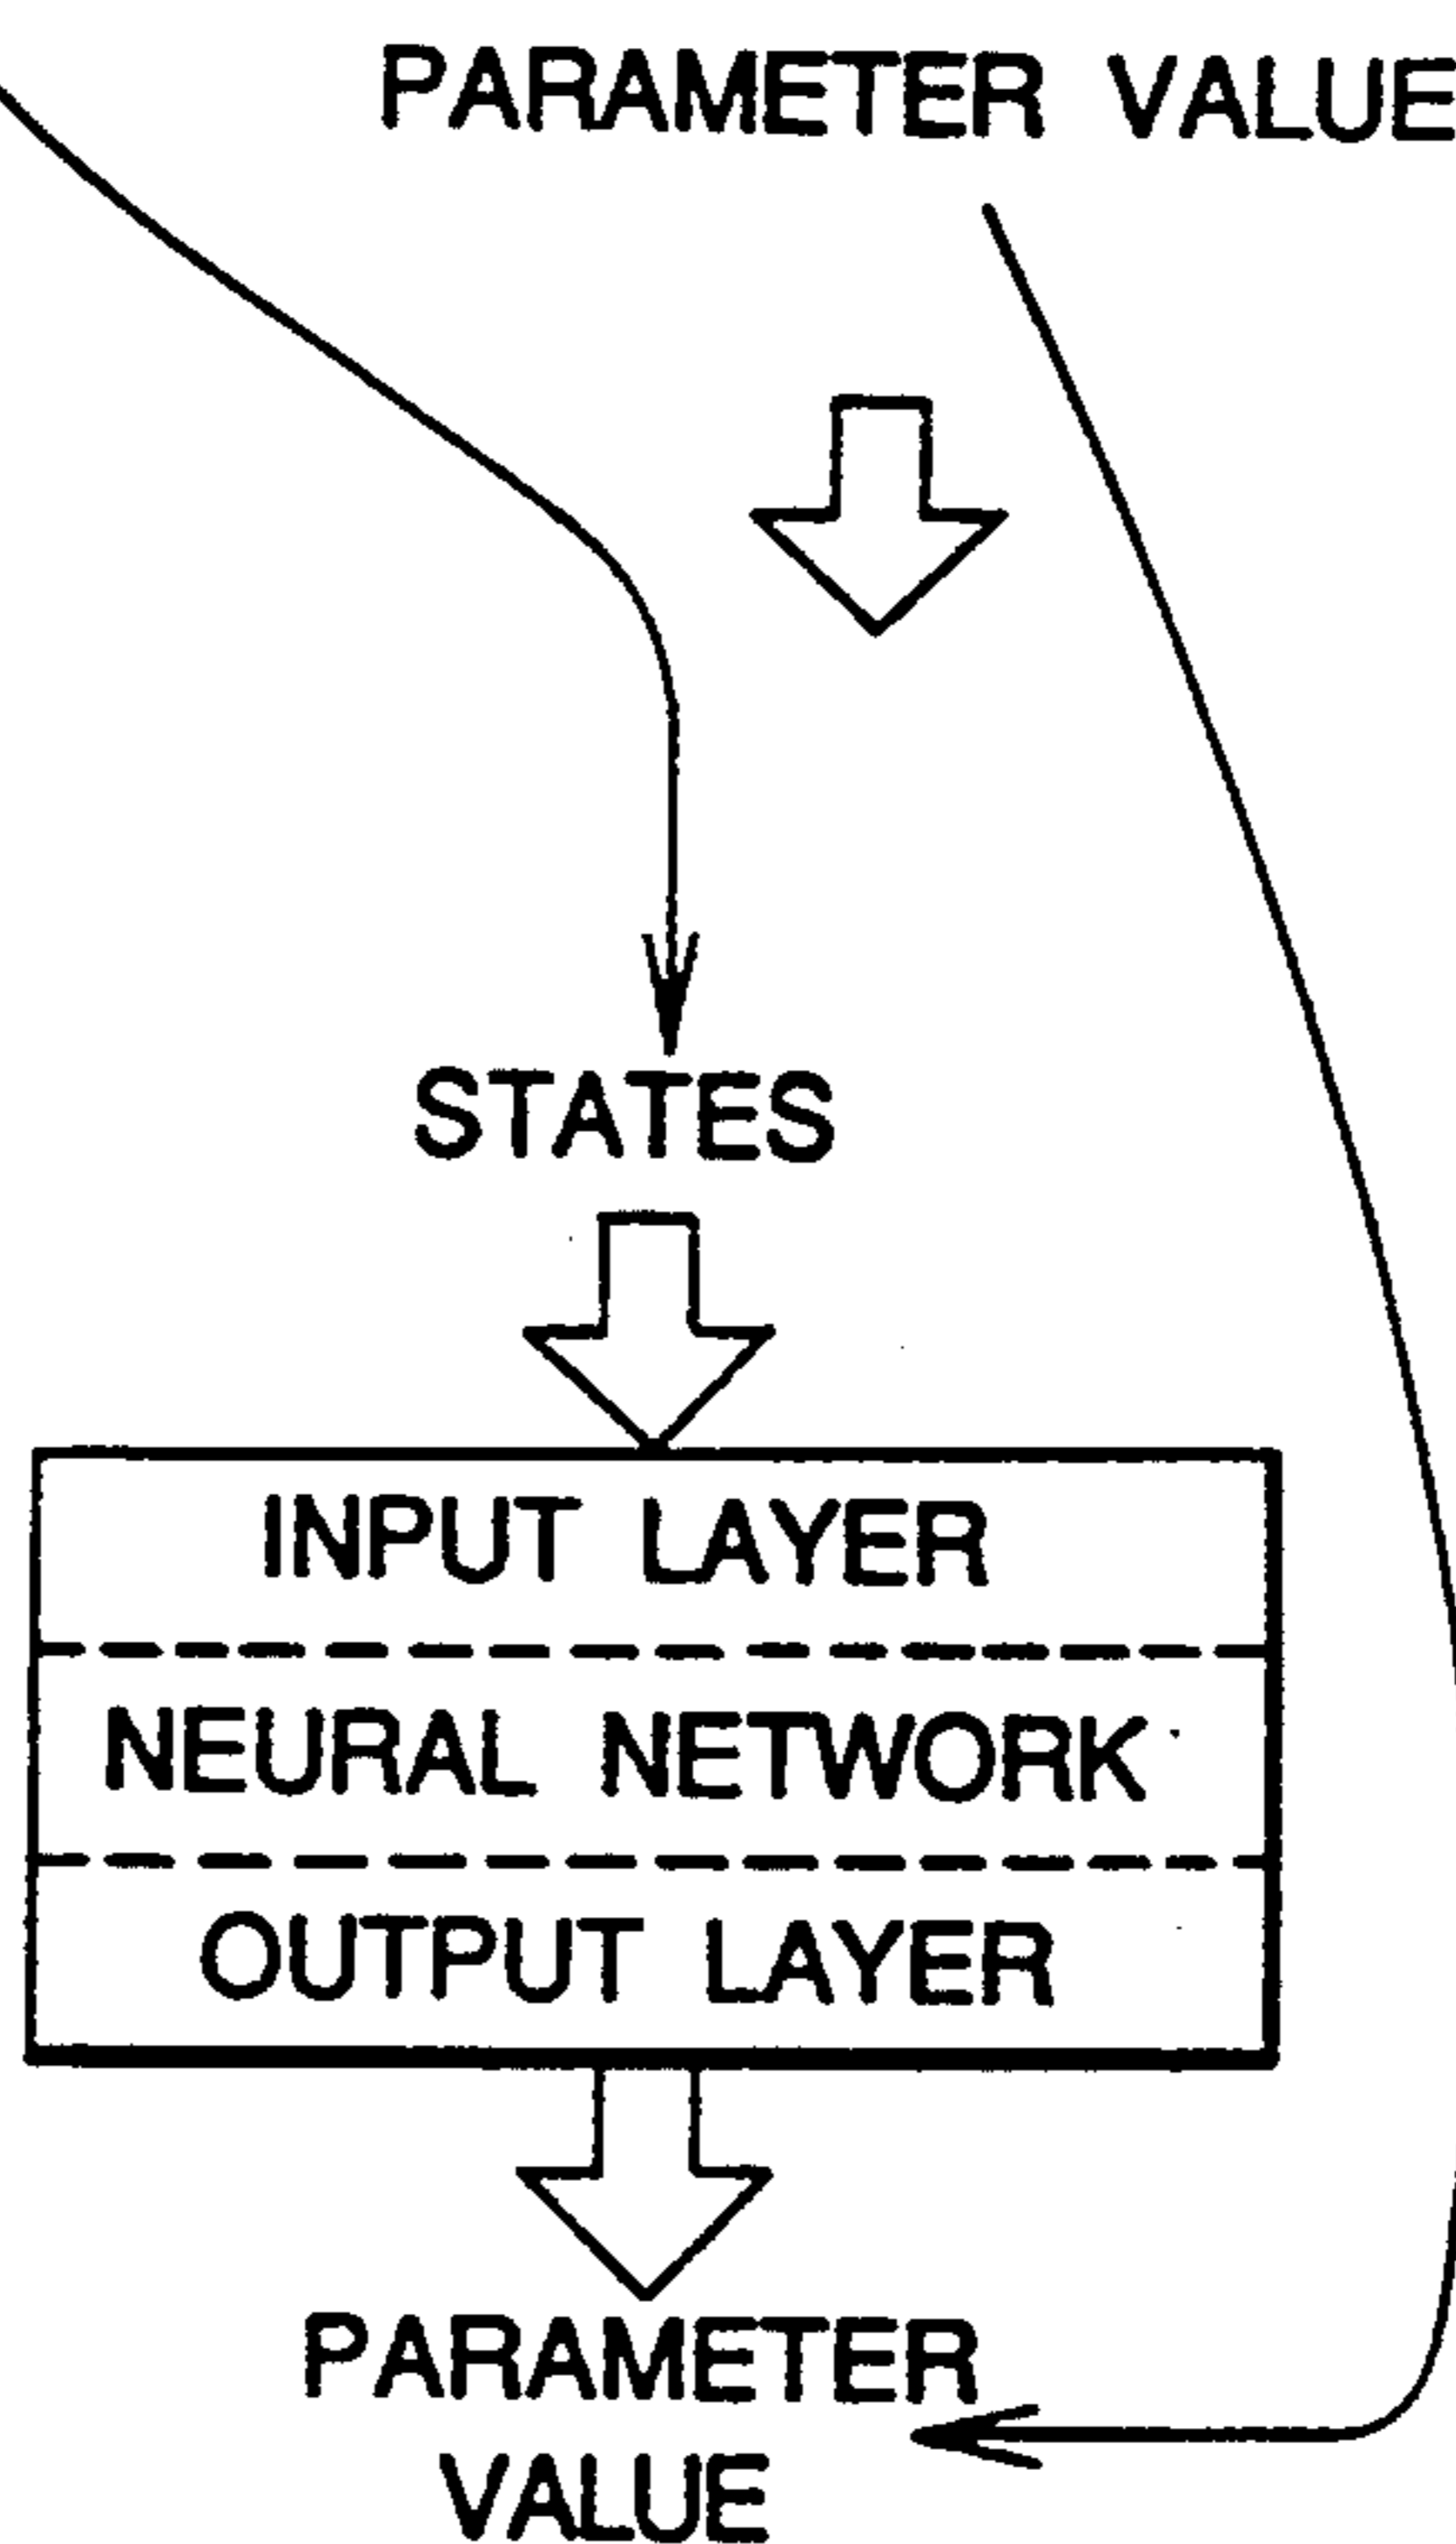 PARAMETER VALUE
STATES
INPUT LAYER
NEURAL NETWORK
OUTPUT LAYER
PARAMETER
VALUE